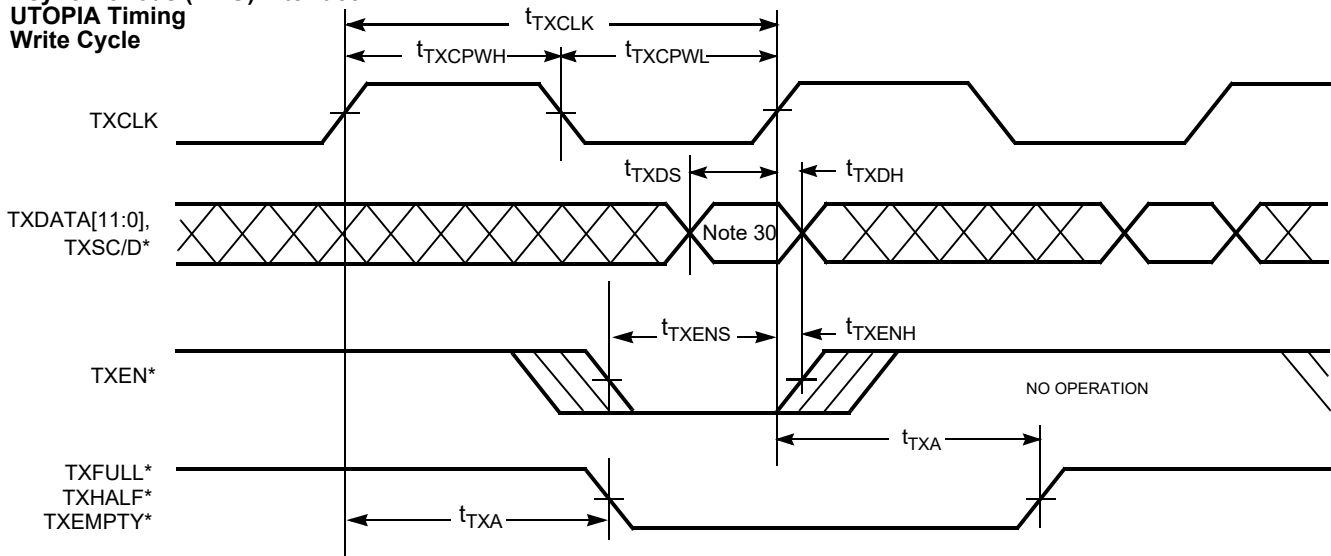 UTOPIA Timing
Write Cycle
tTXCLK
tTXCPWH
tTXCPWL
TXCLK
tTXDS
tTXDH
TXDATA[11:0],
TXSC/D*
Note 30
tTXENS
tTXENH
TXEN*
NO OPERATION
tTXA
TXFULL*
TXHALF*
TXEMPTY*
tTXA